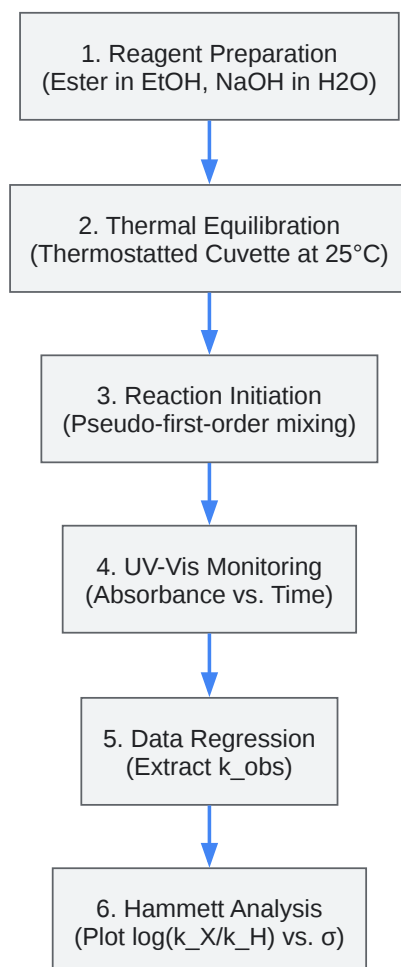 1. Reagent Preparation
(Ester in EtOH, NaOH in H2O)
2. Thermal Equilibration
(Thermostatted Cuvette at 25°C)
3. Reaction Initiation
(Pseudo-first-order mixing)
4. UV-Vis Monitoring
(Absorbance vs. Time)
5. Data Regression
(Extract k_obs)
6. Hammett Analysis
(Plot log(k_X/k_H) vs. σ)